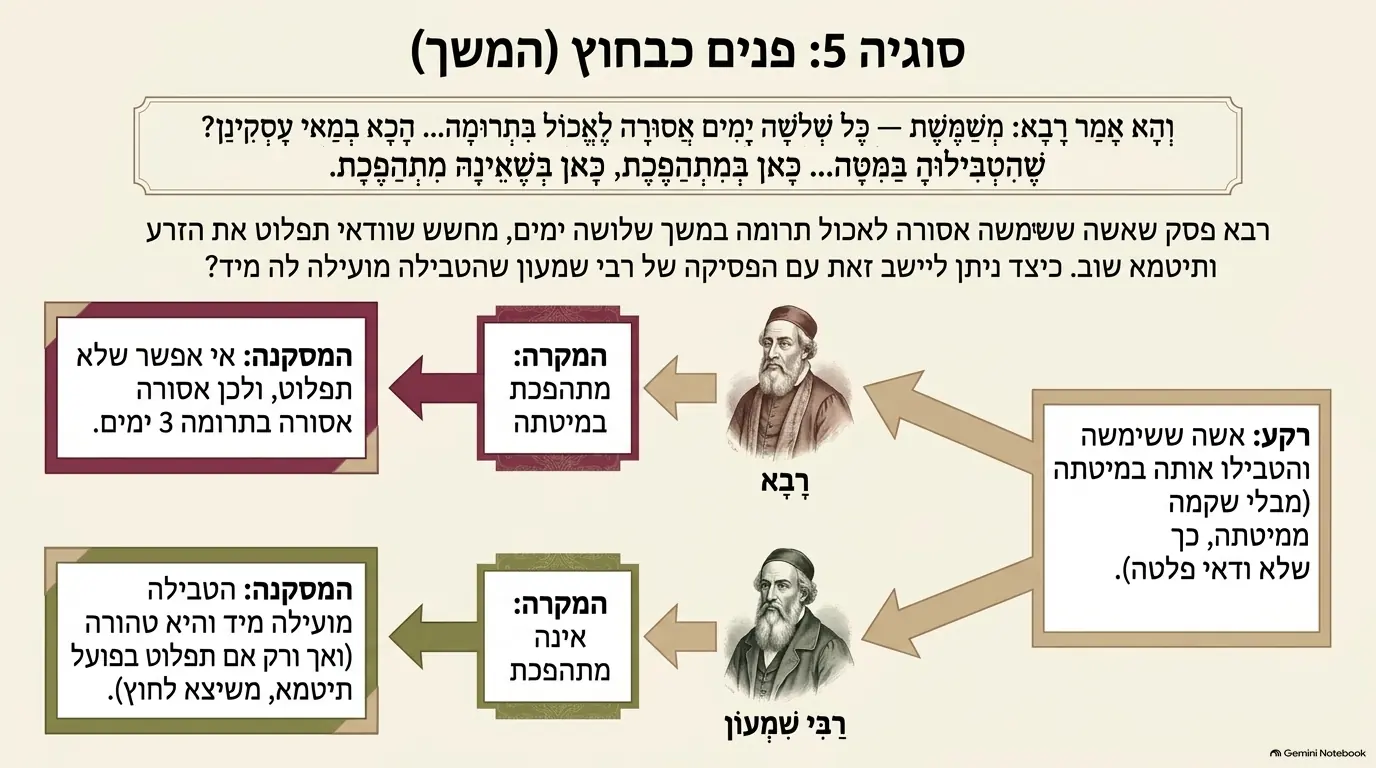 סוגיה 5: פנים כבחוץ (המשך)
וְהָא אָמַר רָבָא: מְשַׁמֶּשֶׁת — כׇּל שְׁלֹשָׁה יָמִים אֲסוּרָה לֶאֱכוֹל בִּתְרוּמָה... הָכָא בְּמַאי עָסְקִינַן?
שֶׁהִטְבִּילוּהָ בַּמִּטָּה... כָּאן בְּמִתְהַפֶּכֶת, כָּאן בְּשֶׁאֵינָהּ מִתְהַפֶּכֶת.
רבא פסק שאשה ששימשה אסורה לאכול תרומה במשך שלושה ימים, מחשש שוודאי תפלוט את הזרע
ותיטמא שוב. כיצד ניתן ליישב זאת עם הפסיקה של רבי שמעון שהטבילה מועילה לה מיד?
רקע: אשה ששימשה
והטבילו אותה במיטתה
(מבלי שקמה
ממיטתה, כך
שלא ודאי פלטה).
רָבָא
המקרה:
מתהפכת
במיטתה
המסקנה: אי אפשר שלא
תפלוט, ולכן אסורה
אסורה בתרומה 3 ימים.
רַבִּי שִׁמְעוֹן
המקרה:
אינה
מתהפכת
המסקנה: הטבילה
מועילה מיד והיא טהורה
(ואך ורק אם תפלוט בפועל
תיטמא, משיצא לחוץ).
Gemini Notebook